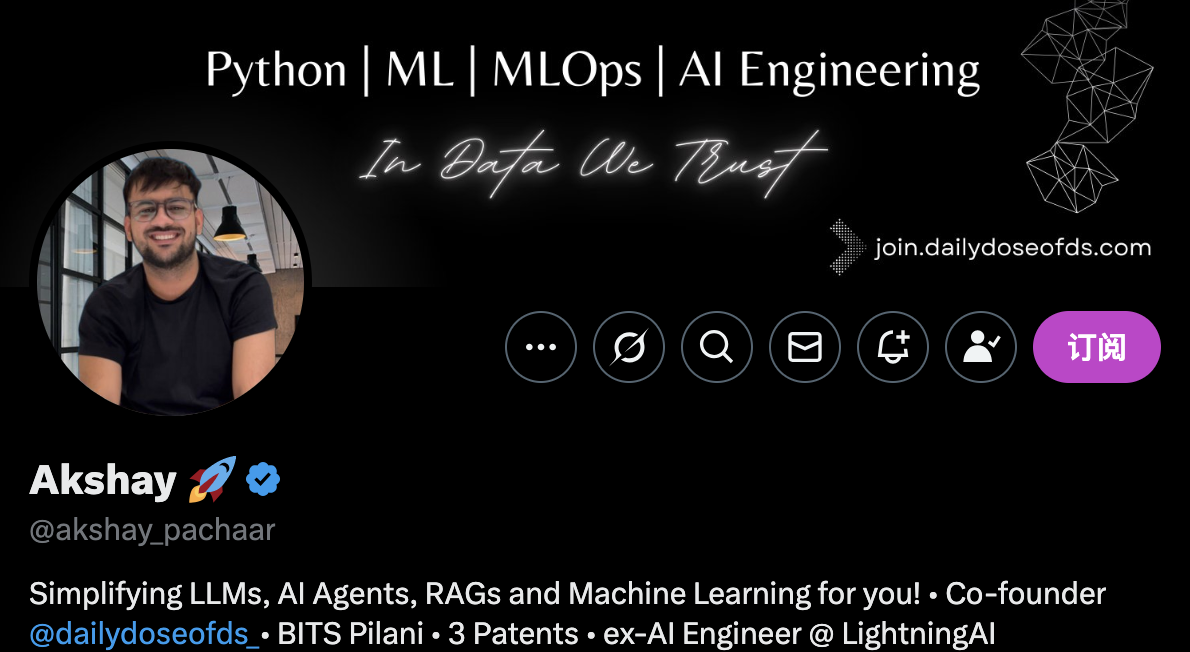 Python | ML | MLOps | AI Engineering
In Data We Trust
join.dailydoseofds.com
订阅
Akshay 🚀
@akshay_pachaar
Simplifying LLMs, AI Agents, RAGs and Machine Learning for you! • Co-founder
@dailydoseofds_ • BITS Pilani • 3 Patents • ex-AI Engineer @ LightningAI